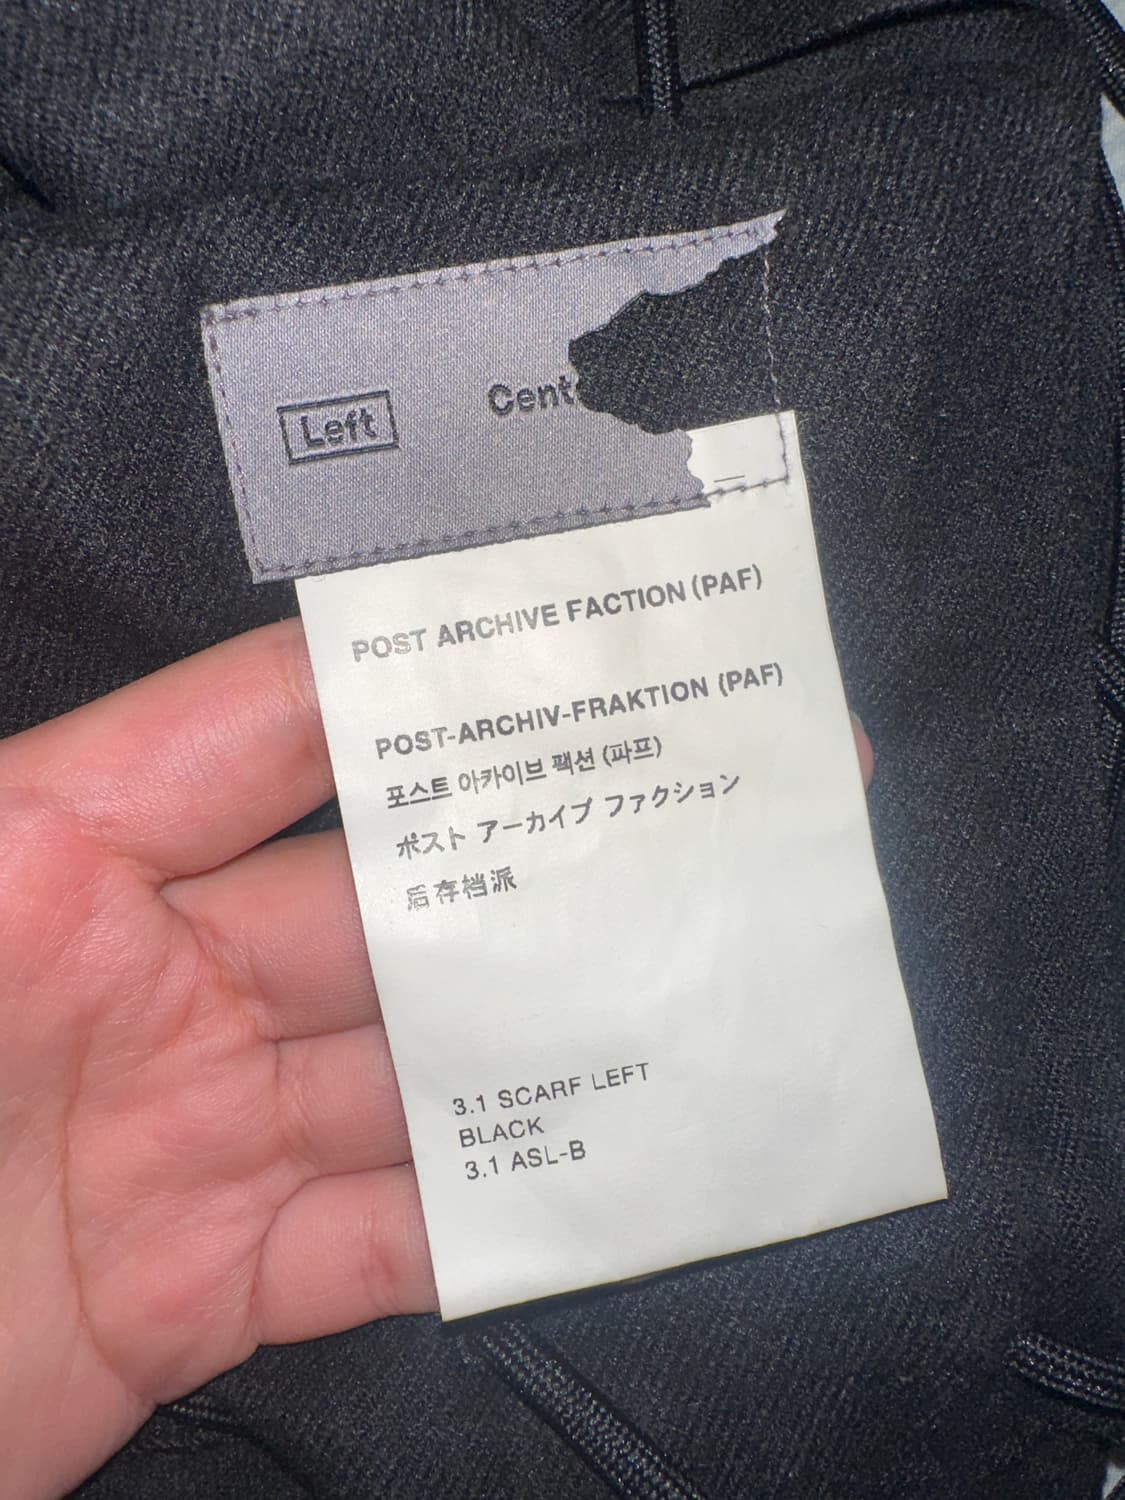 Left Cent
POST ARCHIVE FACTION (PAF)
POST-ARCHIV-FRAKTION (PAF)
포스트 아카이브 팩션 (파프)
ポスト アーカイブ ファクション
后存档派
3.1 SCARF LEFT
BLACK
3.1 ASL-B